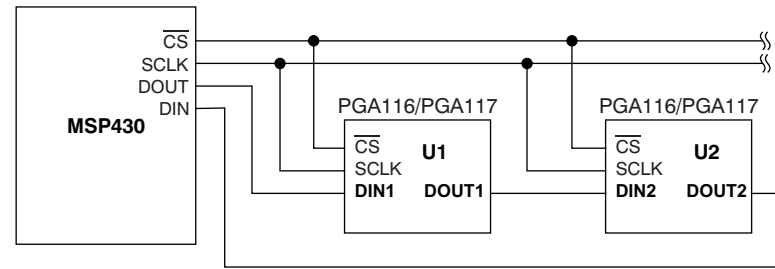 CS
SCLK
DOUT
DIN
MSP430
PGA116/PGA117
CS
U1
SCLK
DIN1 DOUT1
PGA116/PGA117
CS
U2
SCLK
DIN2 DOUT2